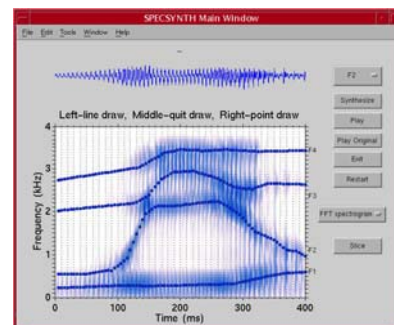 SPECSYNTH Main Window
File Edit Tools Window Help
F2
Synthesize
Play
Play Original
Exit
Restart
FFT spectrogram
Slice
Left-line draw, Middle-quit draw, Right-point draw
Frequency (kHz)
4
3
2
1
0
F4
F3
F2
F1
0 100 200 300 400
Time (ms)